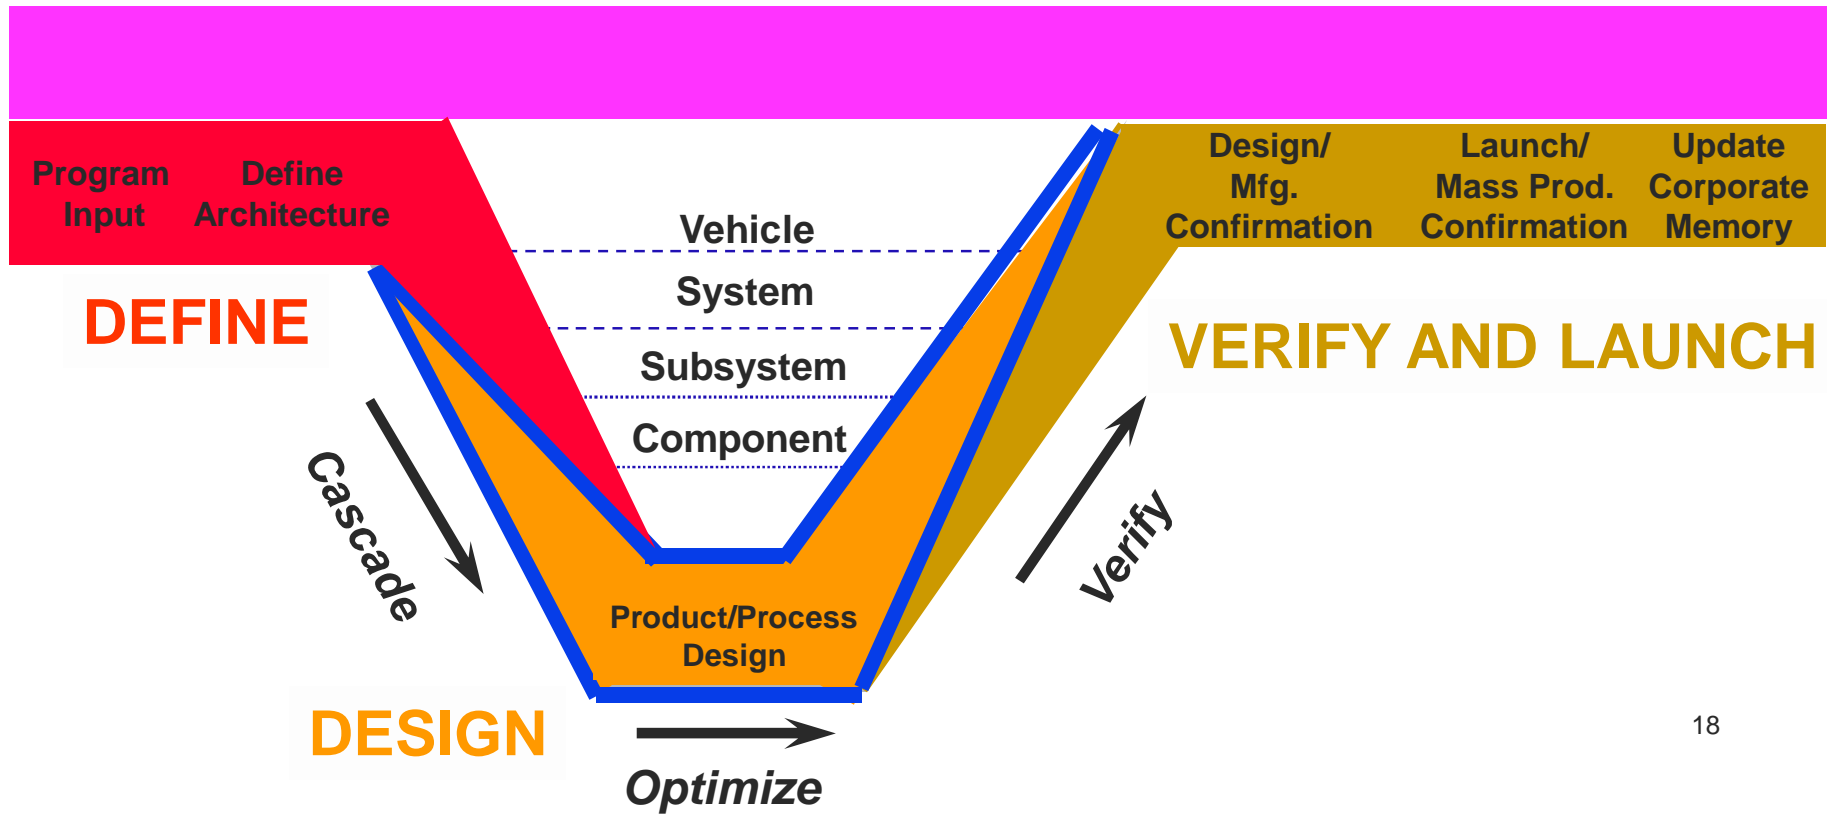 Program
Input
Define
Architecture
Design/
Mfg.
Confirmation
Launch/
Mass Prod.
Confirmation
Update
Corporate
Memory
Vehicle
System
Subsystem
Component
DEFINE
VERIFY AND LAUNCH
Cascade
Verify
Product/Process
Design
DESIGN
Optimize
18